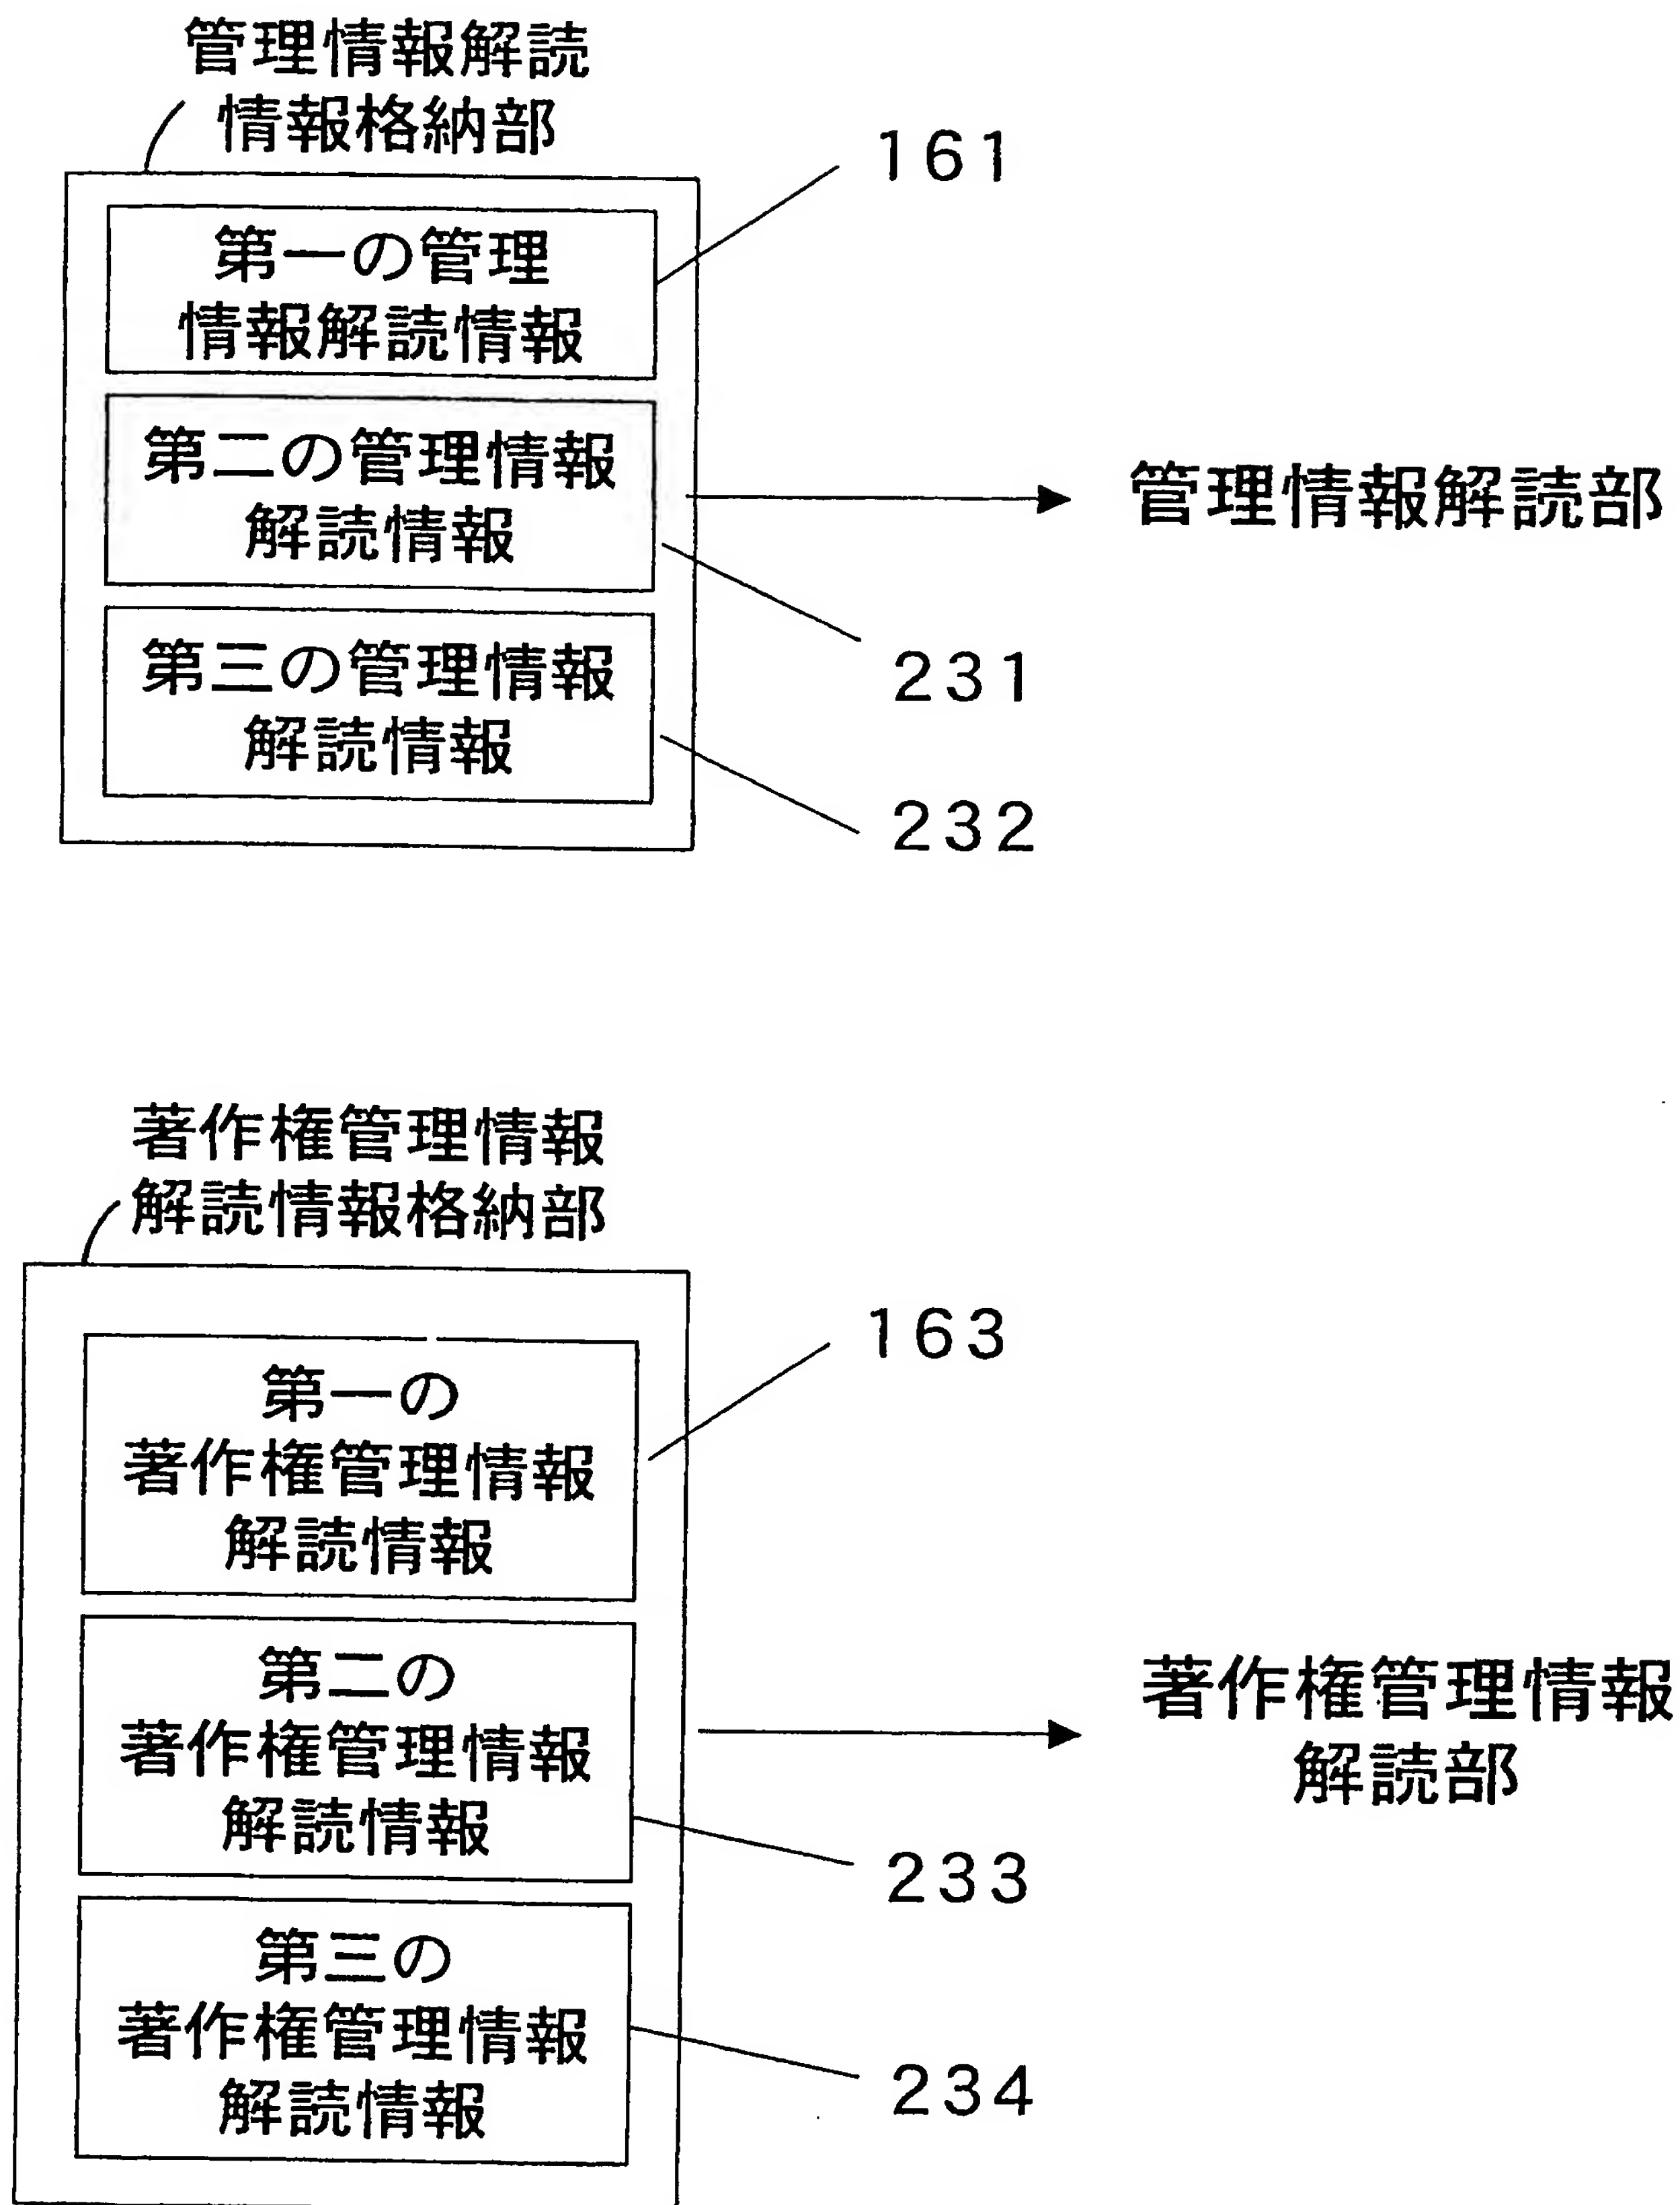 管理情報解読
情報格納部
161
第一の管理
情報解読情報
第二の管理情報
解読情報
管理情報解読部
231
第三の管理情報
解読情報
232
著作権管理情報
解読情報格納部
163
第一の
著作権管理情報
解読情報
第二の
著作権管理情報
解読情報
著作権管理情報
解読部
233
第三の
著作権管理情報
解読情報
234